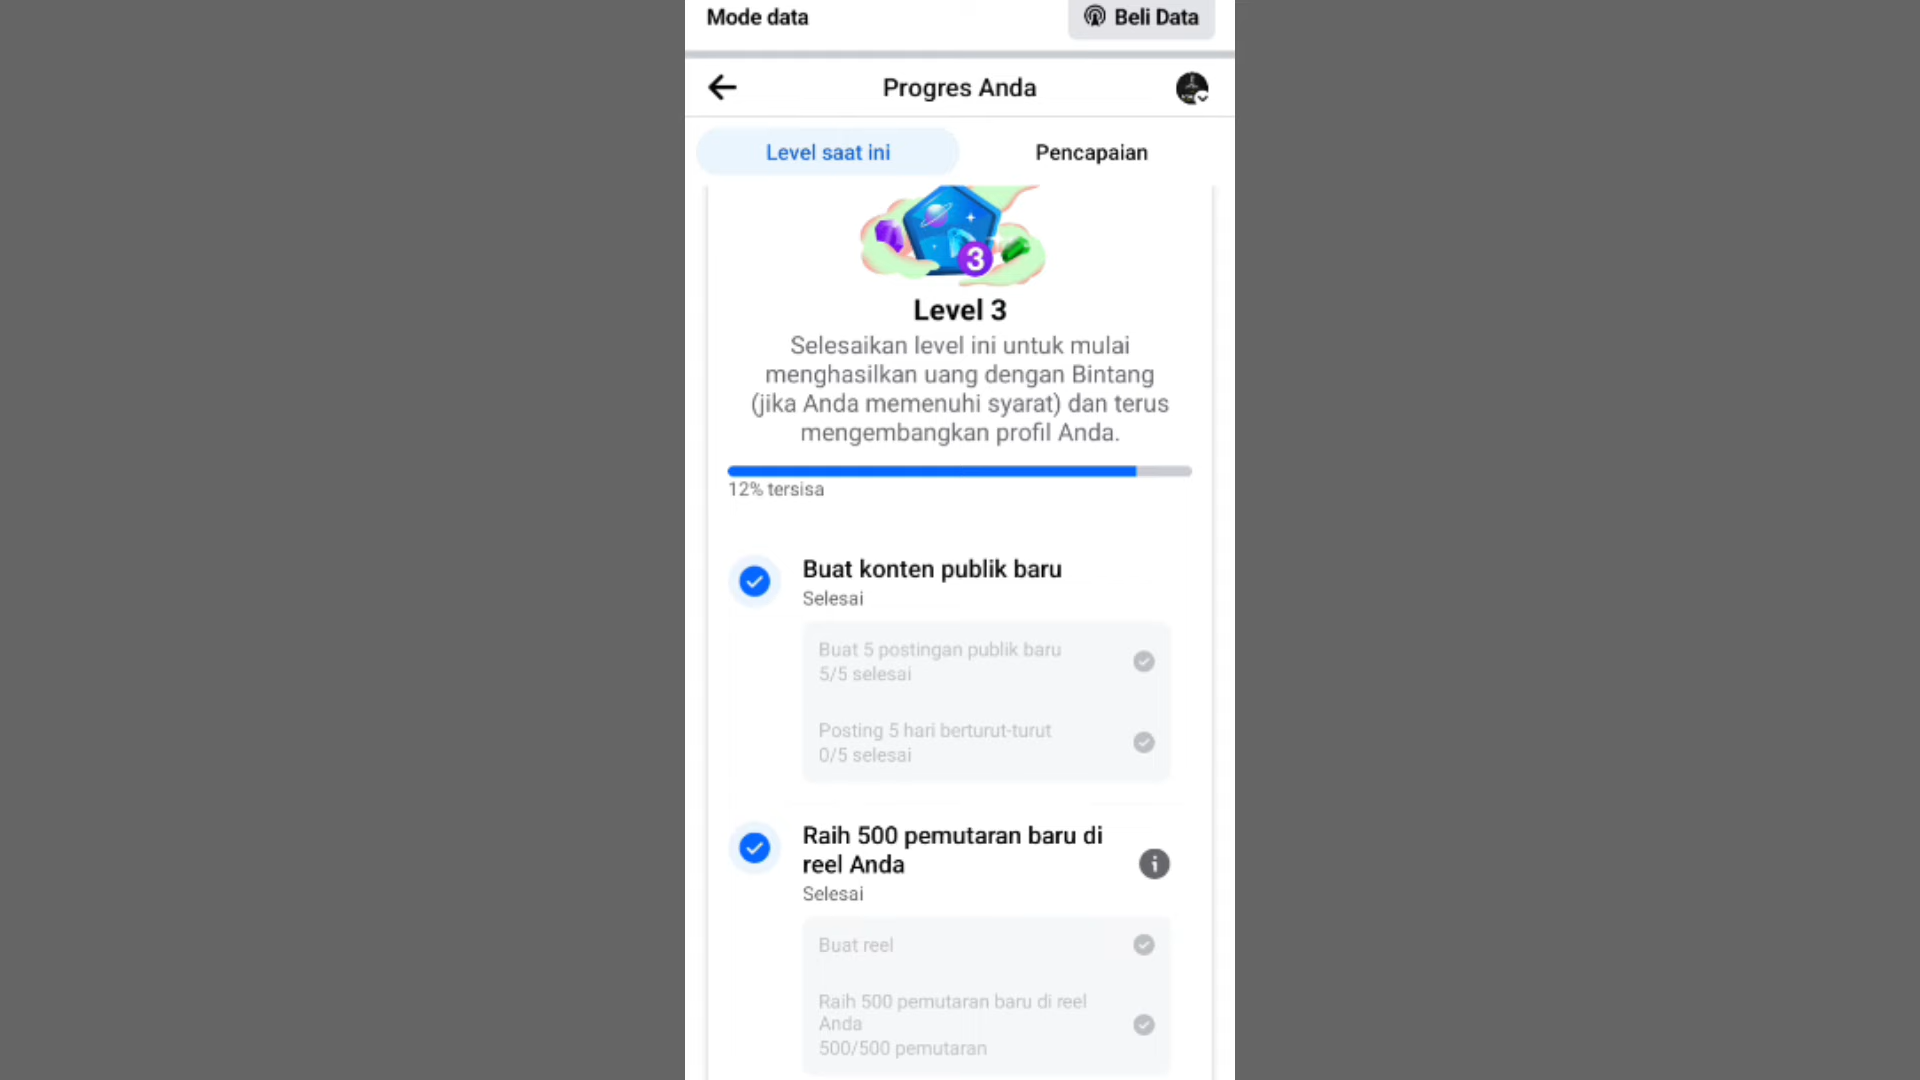 Mode data
Beli Data
Progres Anda
Level saat ini
Pencapaian
3
Level 3
Selesaikan level ini untuk mulai
menghasilkan uang dengan Bintang
(jika Anda memenuhi syarat) dan terus
mengembangkan profil Anda.
12% tersisa
Buat konten publik baru
Selesai
Buat 5 postingan publik baru
5/5 selesai
Posting 5 hari berturut-turut
0/5 selesai
Raih 500 pemutaran baru di
reel Anda
Selesai
Buat reel
Raih 500 pemutaran baru di reel
Anda
500/500 pemutaran